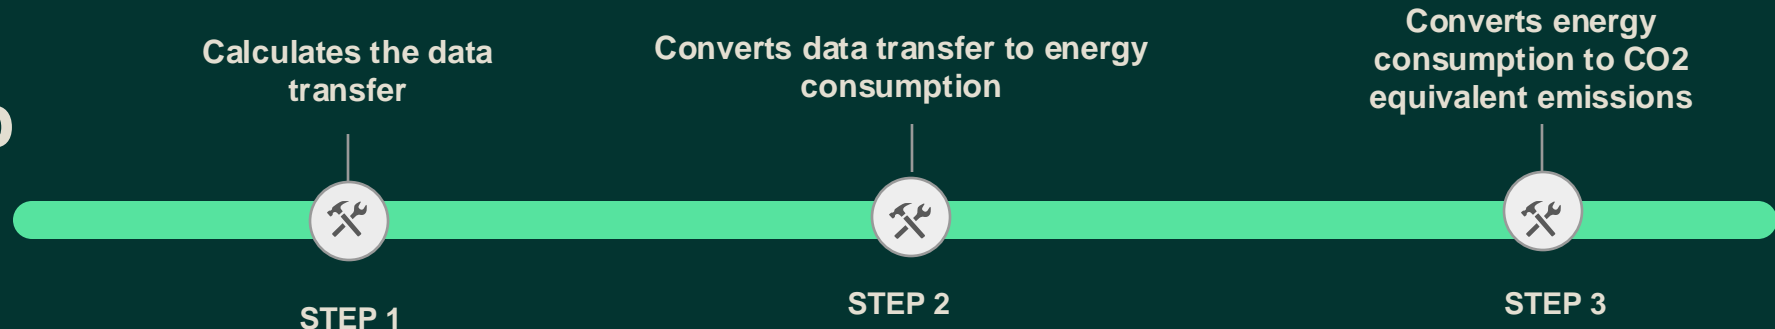 Calculates the data
transfer
Converts data transfer to energy
consumption
Converts energy
consumption to CO2
equivalent emissions
STEP 1
STEP 2
STEP 3